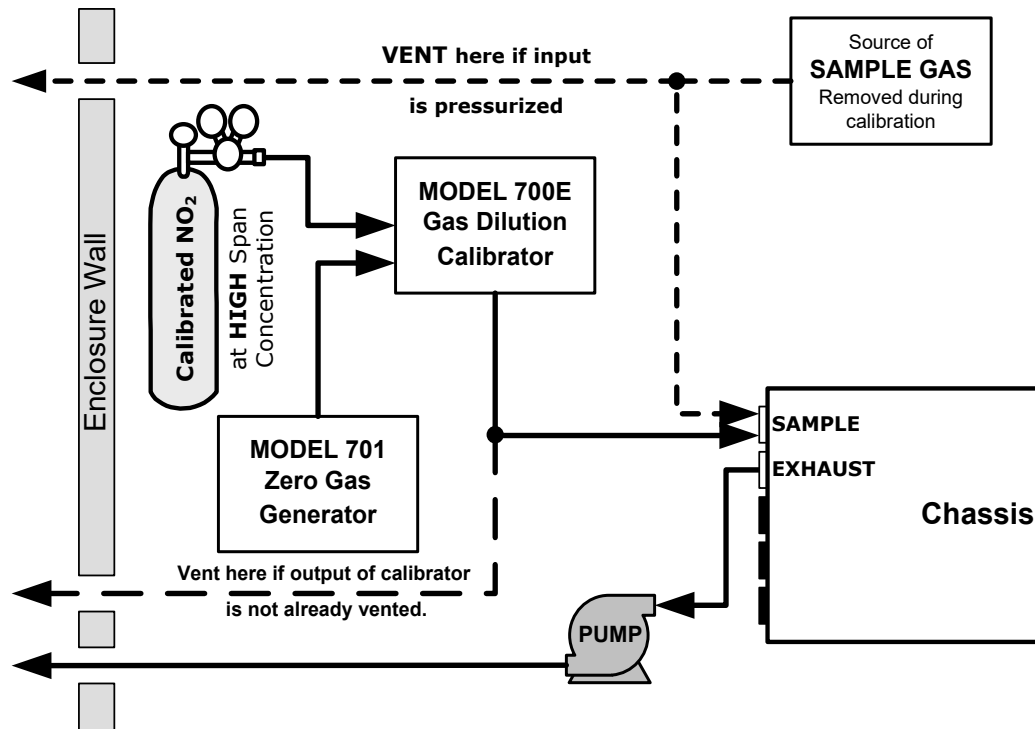 VENT here if input
is pressurized
Source of
SAMPLE GAS
Removed during
calibration
Enclosure Wall
Calibrated NO₂
at HIGH Span
Concentration
MODEL 700E
Gas Dilution
Calibrator
MODEL 701
Zero Gas
Generator
SAMPLE
EXHAUST
Chassis
Vent here if output of calibrator
is not already vented.
PUMP